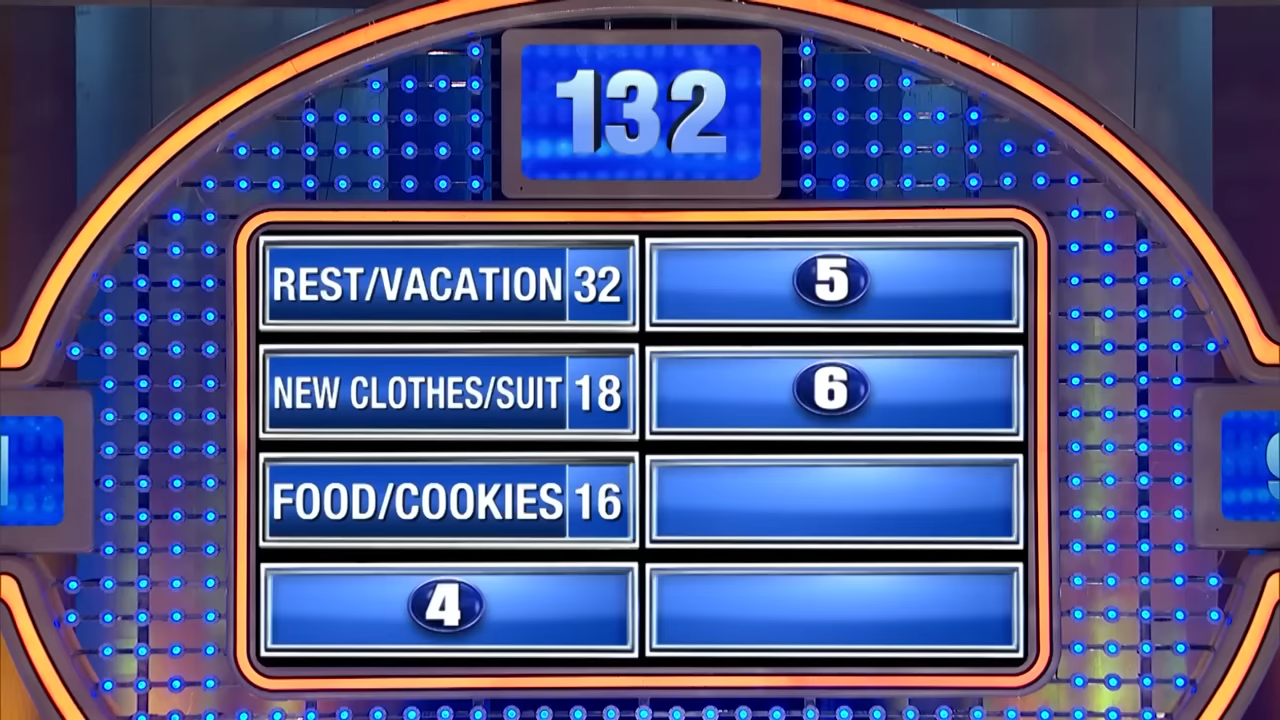 132
REST/VACATION 32
NEW CLOTHES/SUIT 18
FOOD/COOKIES 16
4
5
6